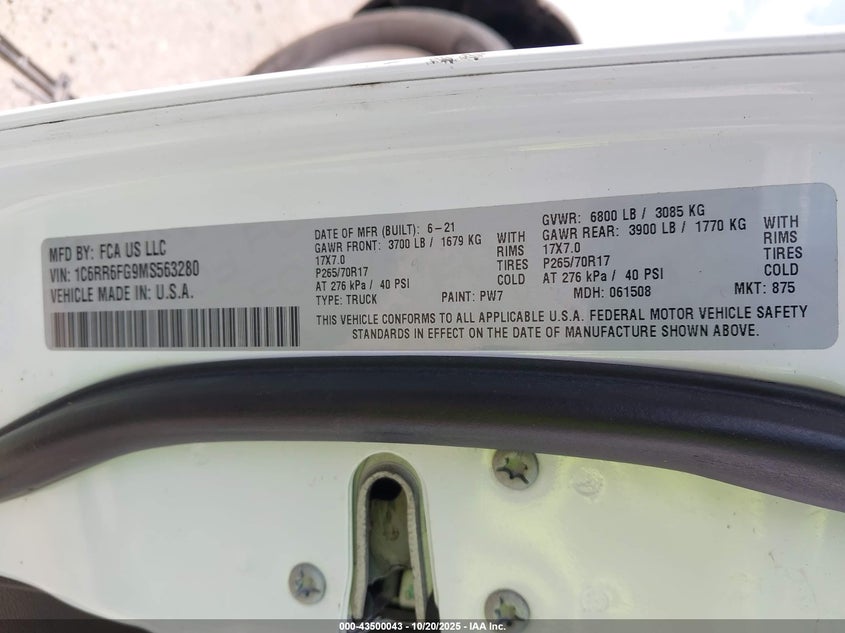 MFD BY: FCA US LLC
VIN: 1C6RR6FG9MS563280
VEHICLE MADE IN: U.S.A.
DATE OF MFR (BUILT): 6-21
GAWR FRONT: 3700 LB / 1679 KG WITH
17X7.0 RIMS
P265/70R17 TIRES
AT 276 kPa / 40 PSI COLD
GVWR: 6800 LB / 3085 KG
GAWR REAR: 3900 LB / 1770 KG WITH
17X7.0 RIMS
P265/70R17 TIRES
AT 276 kPa / 40 PSI COLD
TYPE: TRUCK PAINT: PW7 MDH: 061508 MKT: 875
THIS VEHICLE CONFORMS TO ALL APPLICABLE U.S.A. FEDERAL MOTOR VEHICLE SAFETY
STANDARDS IN EFFECT ON THE DATE OF MANUFACTURE SHOWN ABOVE.
000-43500043 - 10/20/2025 - IAA Inc.